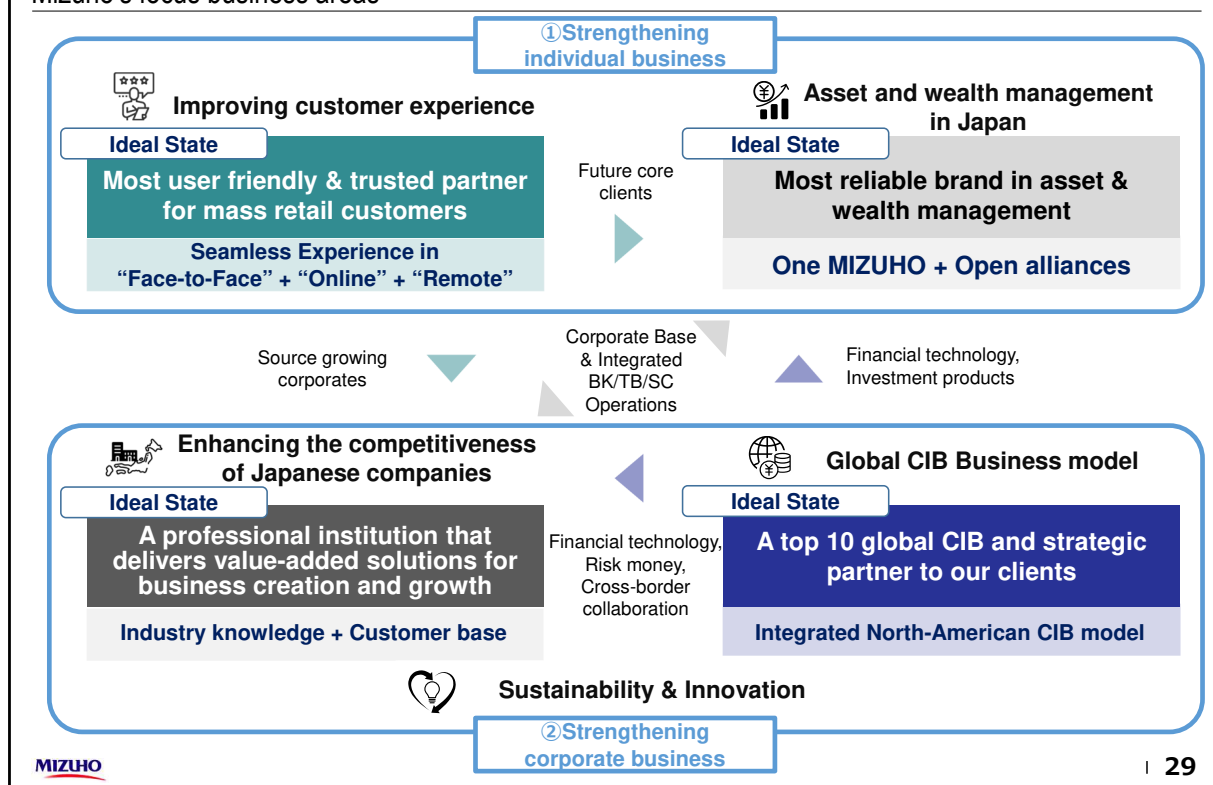 Mizuho's focus business areas
①Strengthening
individual business
Improving customer experience
Ideal State
Most user friendly & trusted partner
for mass retail customers
Seamless Experience in
“Face-to-Face” + “Online” + “Remote”
Future core
clients
Asset and wealth management
in Japan
Ideal State
Most reliable brand in asset &
wealth management
One MIZUHO + Open alliances
Source growing
corporates
Corporate Base
& Integrated
BK/TB/SC
Operations
Financial technology,
Investment products
Enhancing the competitiveness
of Japanese companies
Ideal State
A professional institution that
delivers value-added solutions for
business creation and growth
Industry knowledge + Customer base
Financial technology,
Risk money,
Cross-border
collaboration
Global CIB Business model
Ideal State
A top 10 global CIB and strategic
partner to our clients
Integrated North-American CIB model
Sustainability & Innovation
②Strengthening
corporate business
MIZUHO
29